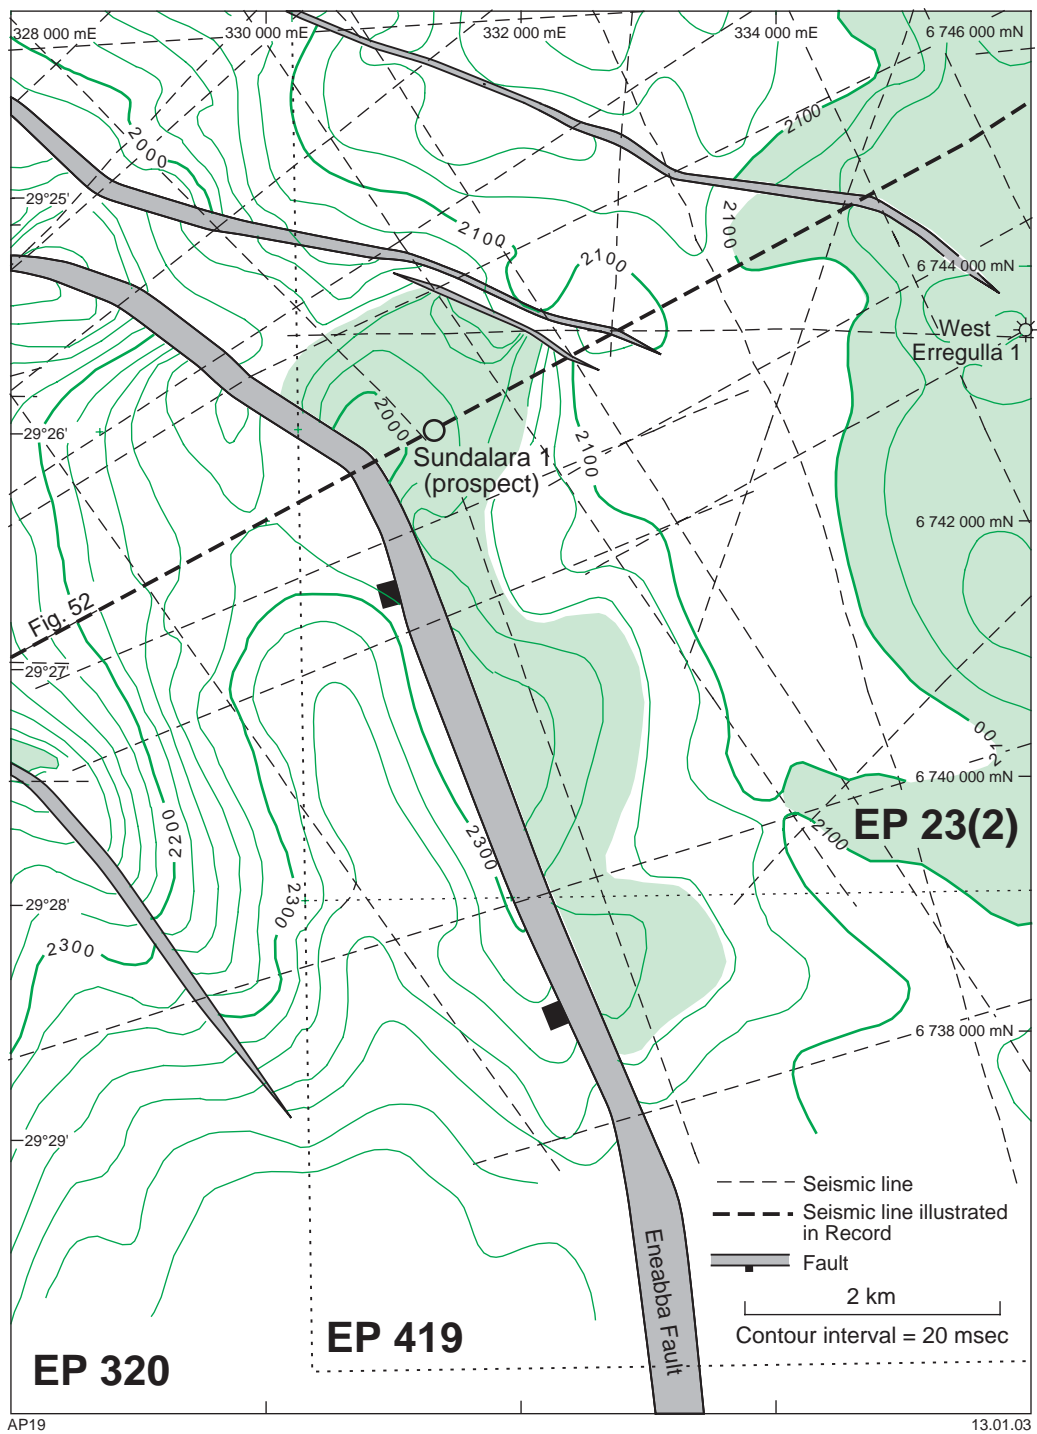 328 000 mE
330 000 mE
332 000 mE
334 000 mE
6 746 000 mN
2000
2100
29°25'
2100
2100
2100
6 744 000 mN
West
Erregulla 1
2000
29°26'
Sundalara 1
(prospect)
2100
6 742 000 mN
Fig. 52
29°27'
2100
6 740 000 mN
2200
2300
2100
EP 23(2)
2300
29°28'
2300
6 738 000 mN
29°29'
Seismic line
Seismic line illustrated
in Record
Fault
Eneabba Fault
2 km
Contour interval = 20 msec
EP 419
EP 320
AP19
13.01.03